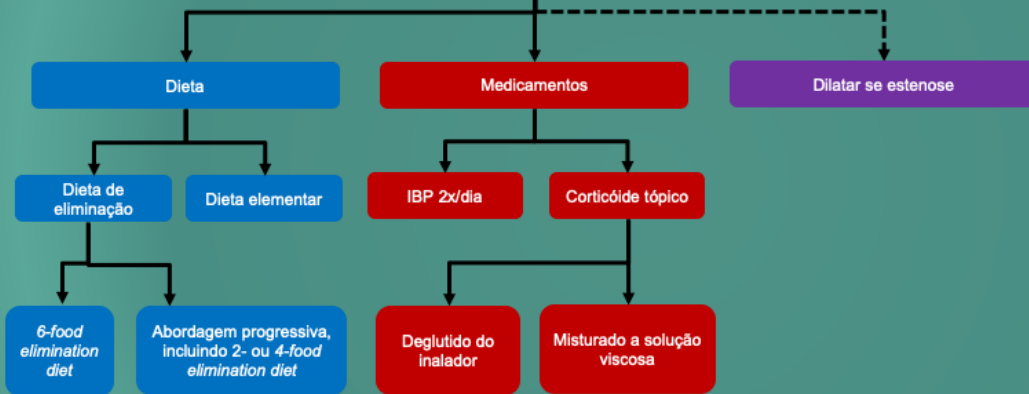 Dieta
Medicamentos
Dilatar se estenose
Dieta de
eliminação
Dieta elementar
IBP 2x/dia
Corticóide tópico
6-food
elimination
diet
Abordagem progressiva,
incluindo 2- ou 4-food
elimination diet
Deglutido do
inalador
Misturado a solução
viscosa